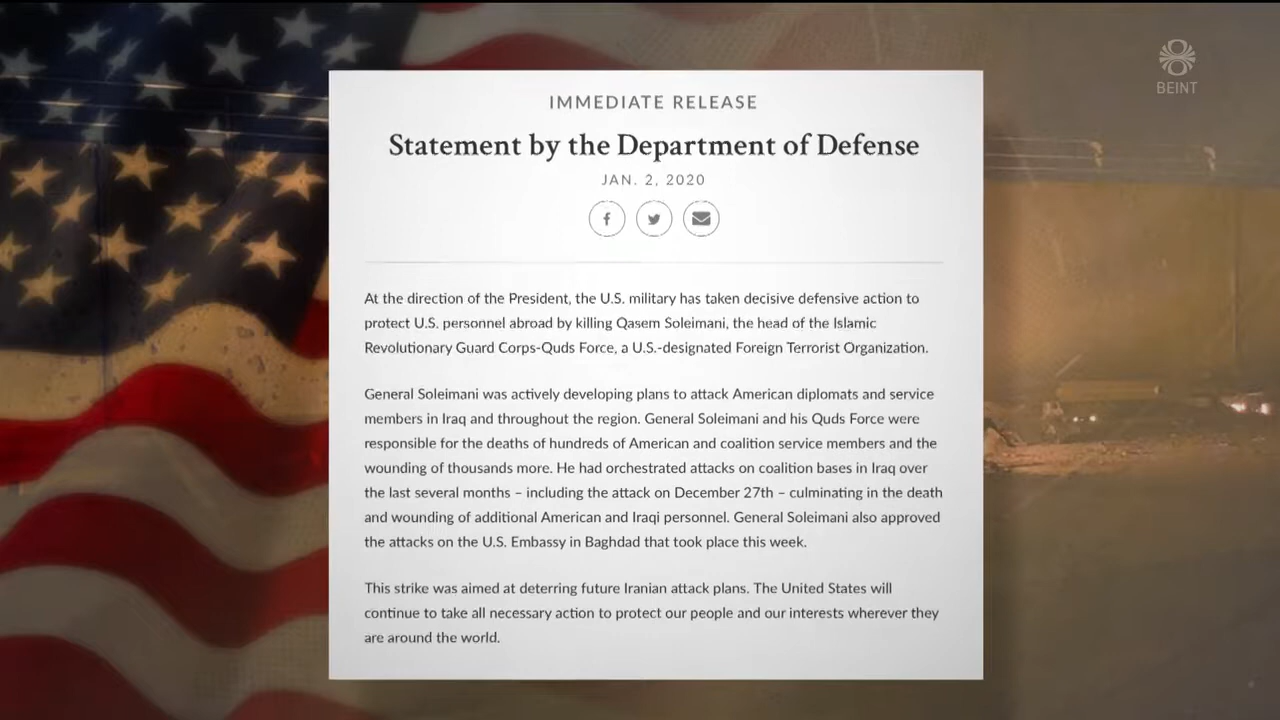 BEINT
IMMEDIATE RELEASE
Statement by the Department of Defense
JAN. 2, 2020
At the direction of the President, the U.S. military has taken decisive defensive action to
protect U.S. personnel abroad by killing Qasem Soleimani, the head of the Islamic
Revolutionary Guard Corps-Quds Force, a U.S.-designated Foreign Terrorist Organization.
General Soleimani was actively developing plans to attack American diplomats and service
members in Iraq and throughout the region. General Soleimani and his Quds Force were
responsible for the deaths of hundreds of American and coalition service members and the
wounding of thousands more. He had orchestrated attacks on coalition bases in Iraq over
the last several months – including the attack on December 27th – culminating in the death
and wounding of additional American and Iraqi personnel. General Soleimani also approved
the attacks on the U.S. Embassy in Baghdad that took place this week.
This strike was aimed at deterring future Iranian attack plans. The United States will
continue to take all necessary action to protect our people and our interests wherever they
are around the world.